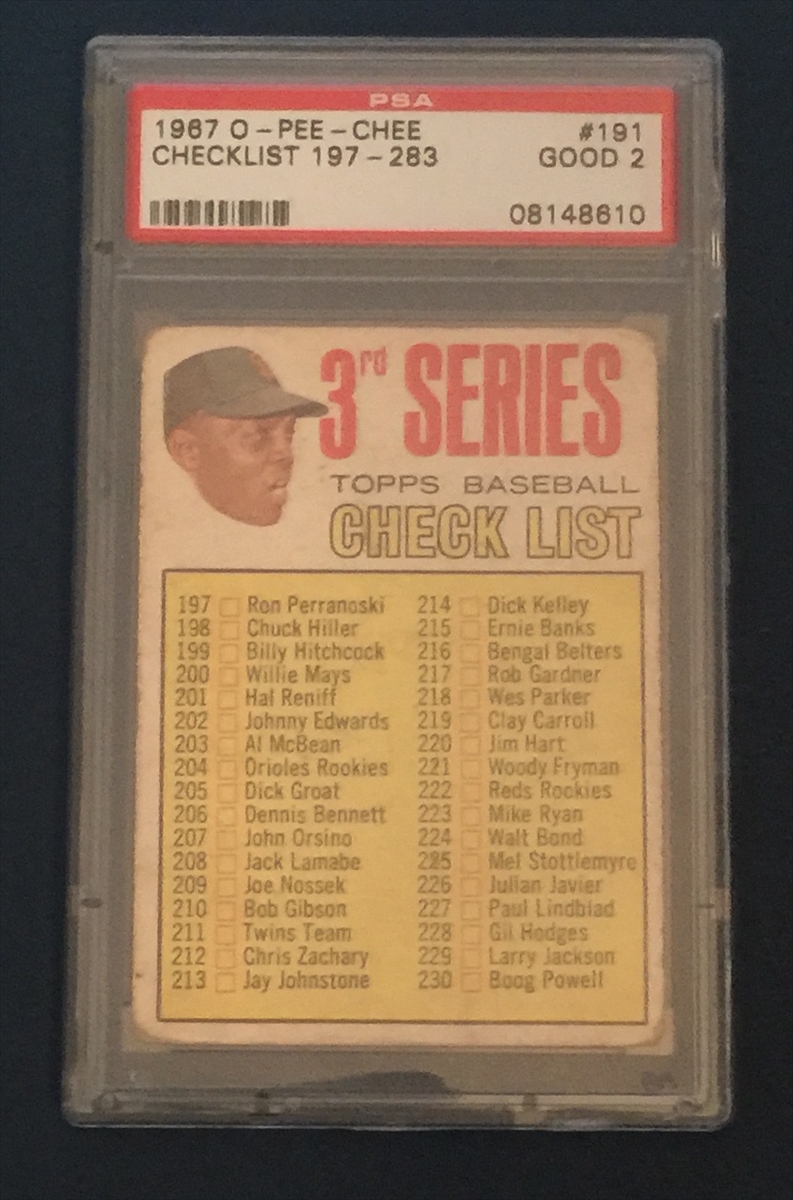 PSA
1967 O-PEE-CHEE #191
CHECKLIST 197-283 GOOD 2
08148610
3rd SERIES
TOPPS BASEBALL
CHECK LIST
197 Ron Perranoski 214 Dick Kelley
198 Chuck Hiller 215 Ernie Banks
199 Billy Hitchcock 216 Bengal Belters
200 Willie Mays 217 Rob Gardner
201 Hal Reniff 218 Wes Parker
202 Johnny Edwards 219 Clay Carroll
203 Al McBean 220 Jim Hart
204 Orioles Rookies 221 Woody Fryman
205 Dick Groat 222 Reds Rookies
206 Dennis Bennett 223 Mike Ryan
207 John Orsino 224 Walt Bond
208 Jack Lamabe 225 Mel Stottlemyre
209 Joe Nossek 226 Julian Javier
210 Bob Gibson 227 Paul Lindblad
211 Twins Team 228 Gil Hodges
212 Chris Zachary 229 Larry Jackson
213 Jay Johnstone 230 Boog Powell